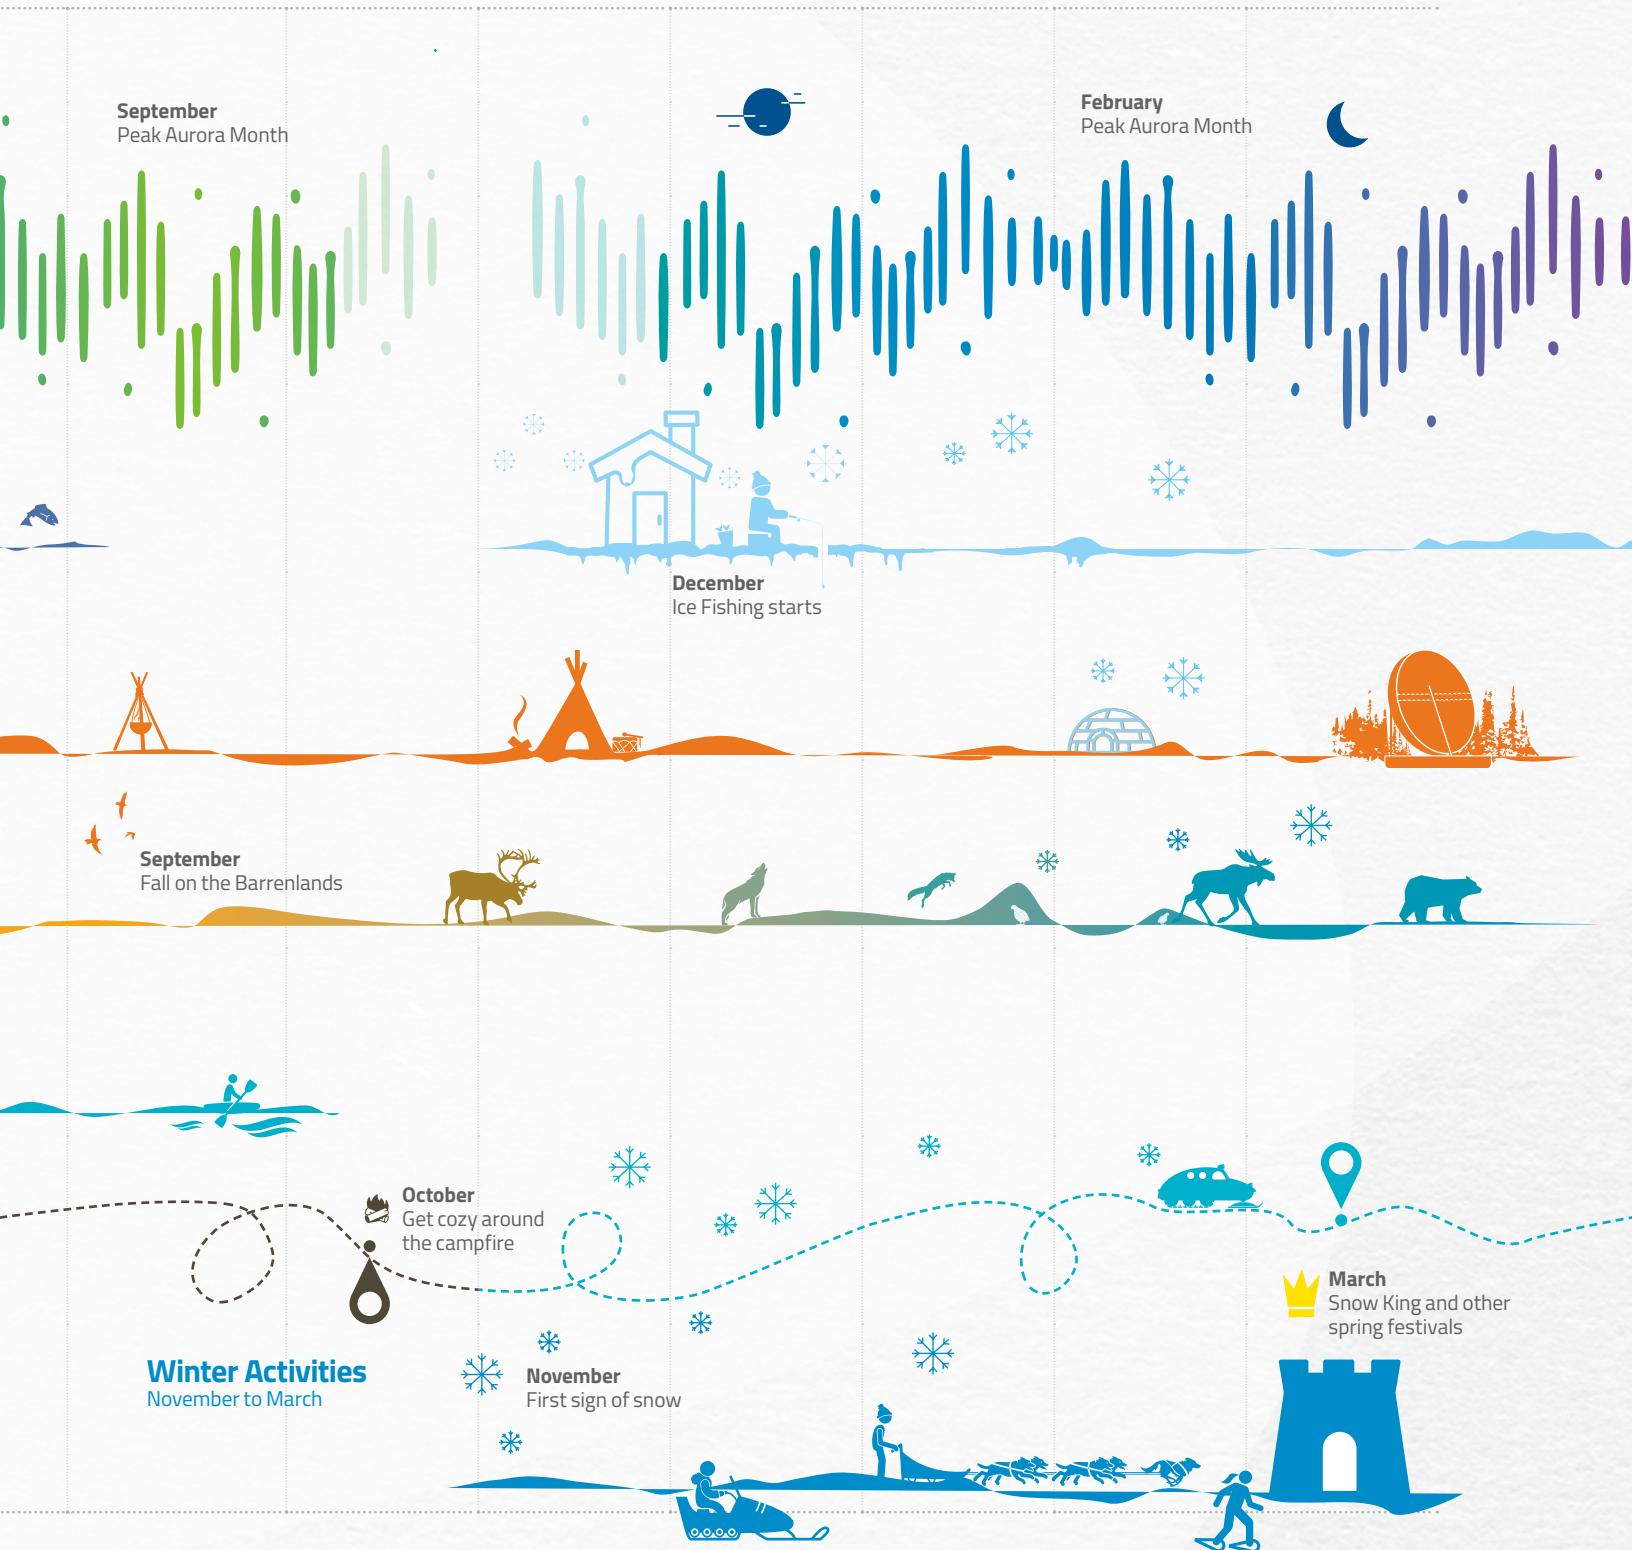 September
Peak Aurora Month
February
Peak Aurora Month
December
Ice Fishing starts
September
Fall on the Barrenlands
October
Get cozy around
the campfire
March
Snow King and other
spring festivals
Winter Activities
November to March
November
First sign of snow